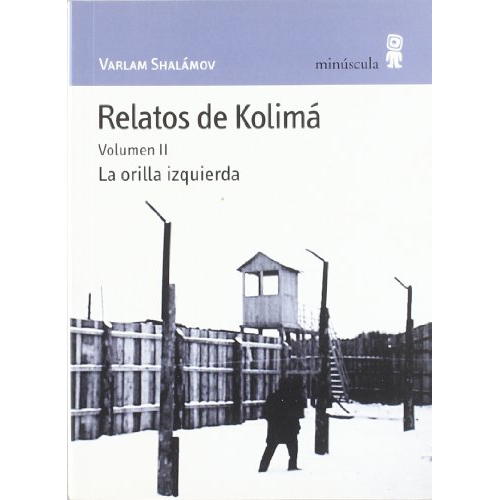 VARLAM SHALÁMOV
minúscula
Relatos de Kolimá
Volumen II
La orilla izquierda